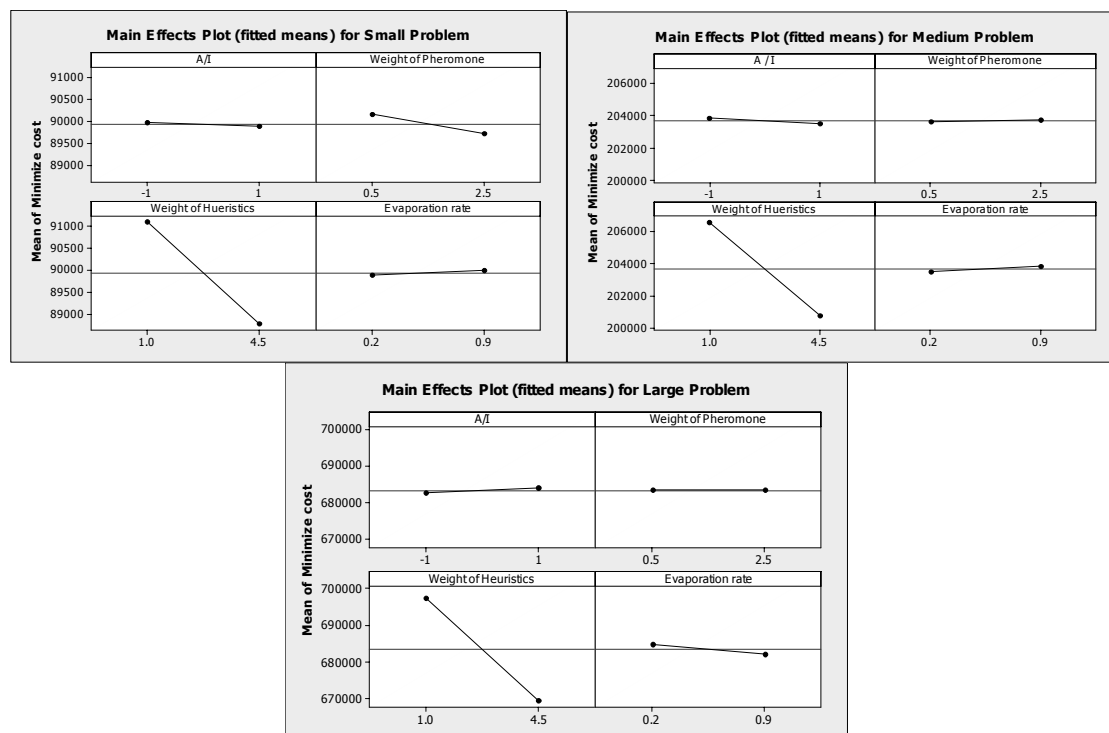 Main Effects Plot (fitted means) for Small Problem
Mean of Minimize cost
A/I
Weight of Pheromone
91000
90500
90000
89500
89000
-1
1
0.5
2.5
Weight of Hueristics
Evaporation rate
91000
90500
90000
89500
89000
1.0
4.5
0.2
0.9
Main Effects Plot (fitted means) for Medium Problem
Mean of Minimize cost
A / I
Weight of Pheromone
206000
204000
202000
200000
-1
1
0.5
2.5
Weight of Hueristics
Evaporation rate
206000
204000
202000
200000
1.0
4.5
0.2
0.9
Main Effects Plot (fitted means) for Large Problem
Mean of Minimize cost
A/I
Weight of Pheromone
700000
690000
680000
670000
-1
1
0.5
2.5
Weight of Heuristics
Evaporation rate
700000
690000
680000
670000
1.0
4.5
0.2
0.9